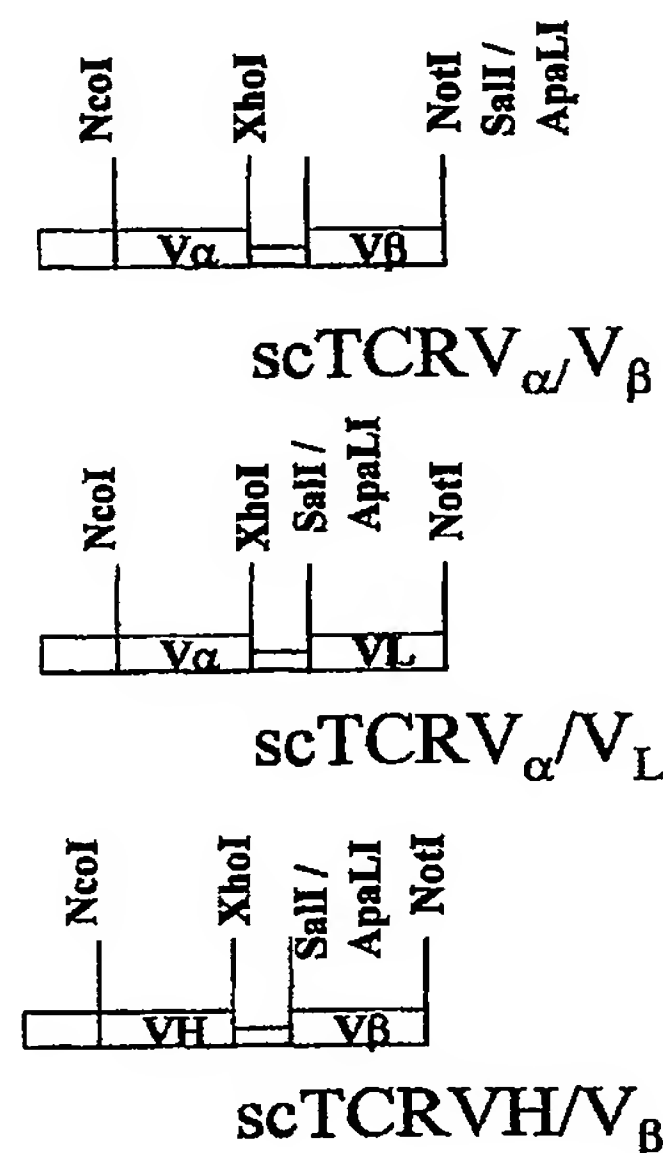 NcoI
XhoI
NotI
SalI /
ApaLI
Vα
Vβ
scTCRVα/Vβ
NcoI
XhoI
SalI /
ApaLI
NotI
Vα
VL
scTCRVα/VL
NcoI
XhoI
SalI /
ApaLI
NotI
VH
Vβ
scTCRVH/Vβ